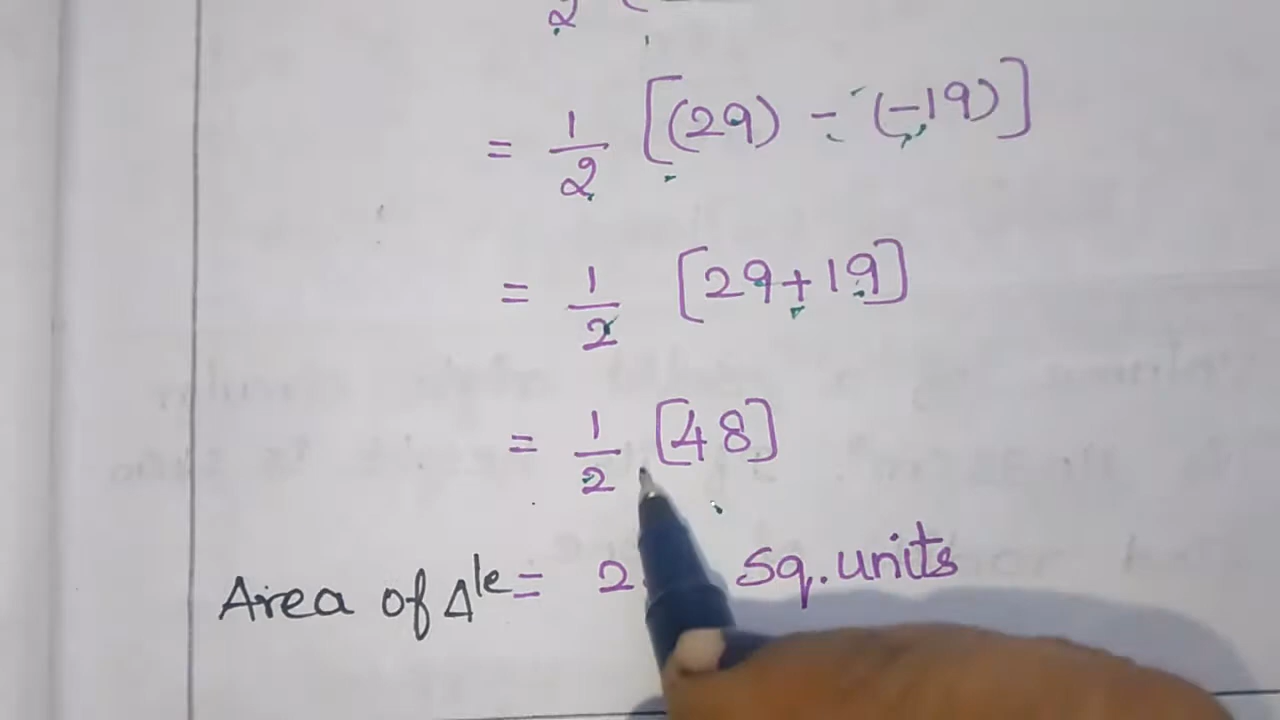 = 1/2 [(29) - (-19)]
= 1/2 [29+19]
= 1/2 [48]
Area of Δle = 2 Sq.units